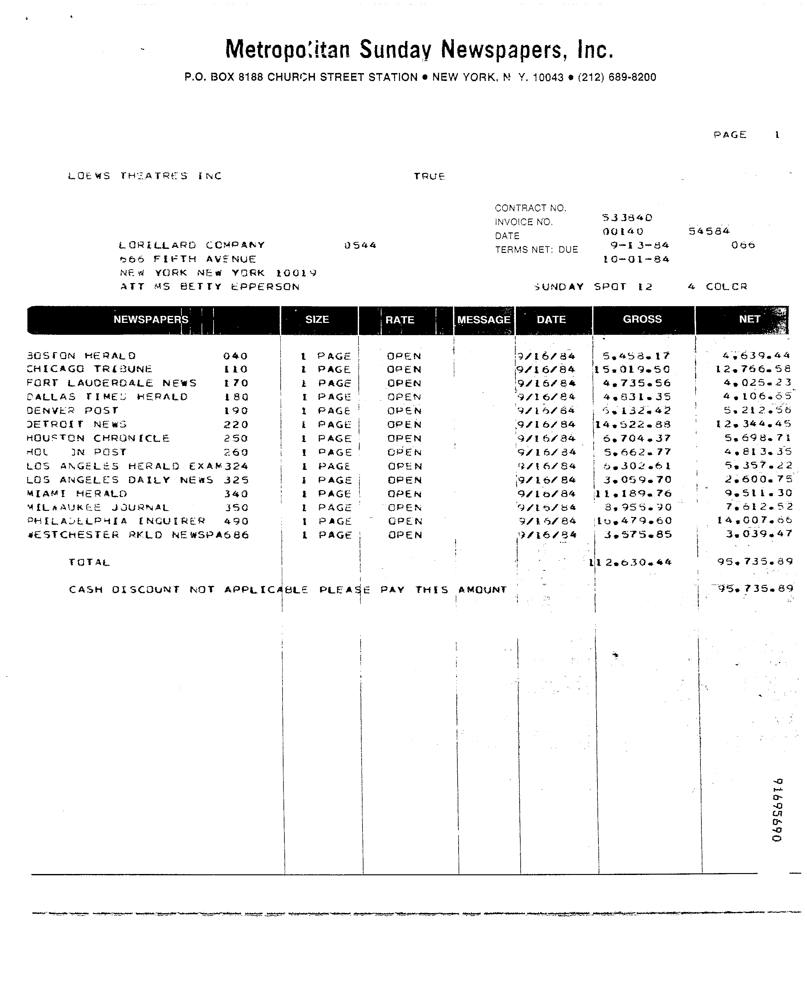 Metropolitan Sunday Newspapers, Inc.
P.O. BOX 8188 CHURCH STREET STATION ● NEW YORK, N.Y. 10043 ● (212) 689-8200
PAGE 1
LOEWS THEATRES INC TRUE
CONTRACT NO. 533840
INVOICE NO. 00140 54584
DATE 9-13-84 066
TERMS NET: DUE 10-01-84
LORILLARD COMPANY 0544
666 FIFTH AVENUE
NEW YORK NEW YORK 10019
ATT MS BETTY EPPERSON SUNDAY SPOT 12 4 COLOR
NEWSPAPERS SIZE RATE MESSAGE DATE GROSS NET
BOSTON HERALD 040 1 PAGE OPEN 9/16/84 5.458.17 4.639.44
CHICAGO TRIBUNE 110 1 PAGE OPEN 9/16/84 15.019.50 12.766.58
FORT LAUDERDALE NEWS 170 1 PAGE OPEN 9/16/84 4.735.56 4.025.23
DALLAS TIMES HERALD 180 1 PAGE OPEN 9/16/84 4.831.35 4.106.65
DENVER POST 190 1 PAGE OPEN 9/16/84 6.132.42 5.212.56
DETROIT NEWS 220 1 PAGE OPEN 9/16/84 14.522.88 12.344.45
HOUSTON CHRONICLE 250 1 PAGE OPEN 9/16/84 6.704.37 5.698.71
POST 260 1 PAGE OPEN 9/16/84 5.662.77 4.813.35
LOS ANGELES HERALD EXAM 324 1 PAGE OPEN 9/16/84 6.302.61 5.357.22
LOS ANGELES DAILY NEWS 325 1 PAGE OPEN 9/16/84 3.059.70 2.600.75
MIAMI HERALD 340 1 PAGE OPEN 9/16/84 11.189.76 9.511.30
MILWAUKEE JOURNAL 350 1 PAGE OPEN 9/16/84 8.955.90 7.612.52
PHILADELPHIA INQUIRER 490 1 PAGE OPEN 9/16/84 16.479.60 14.007.66
WESTCHESTER RKLD NEWSPA 686 1 PAGE OPEN 9/16/84 3.575.85 3.039.47
TOTAL 112.630.44 95.735.89
CASH DISCOUNT NOT APPLICABLE PLEASE PAY THIS AMOUNT 95.735.89
91695690